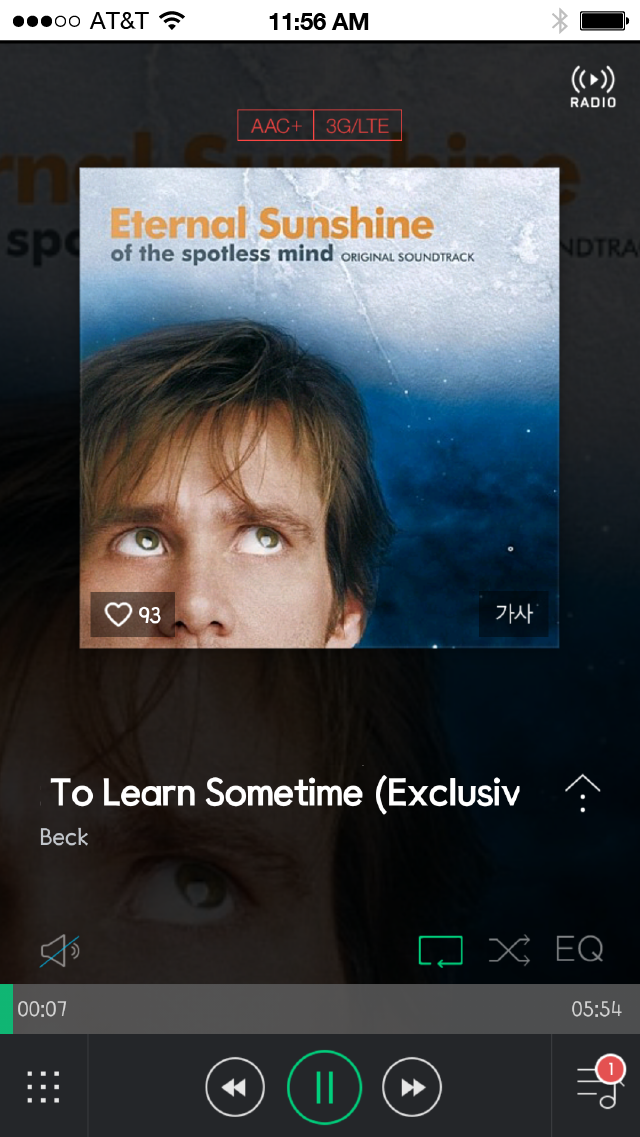 AT&T 11:56 AM
RADIO
AAC+ 3G/LTE
Eternal Sunshine
of the spotless mind ORIGINAL SOUNDTRACK
93 가사
To Learn Sometime (Exclusiv
Beck
EQ
00:07 05:54
1